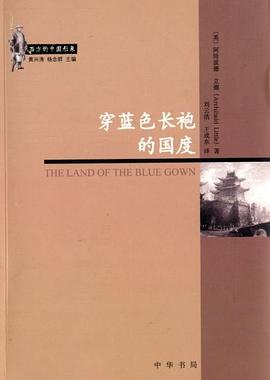 西方的中国形象
黄兴涛 杨念群 主编
〔英〕阿绮波德·立德(Archibald Little) 著
刘云浩 王成东 译
穿蓝色长袍
的国度
THE LAND OF THE BLUE GOWN
中华书局